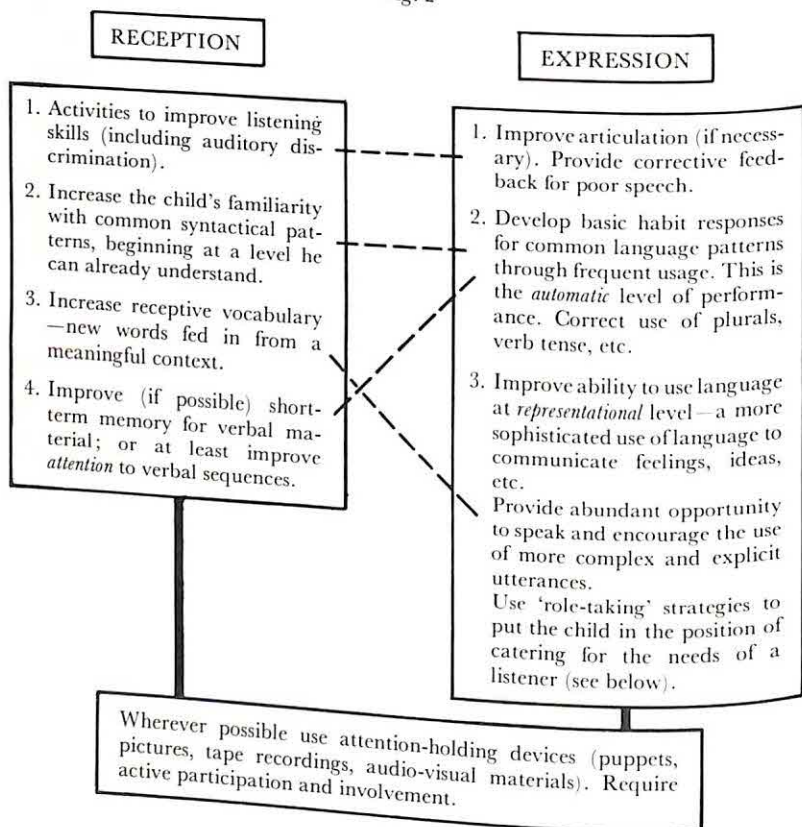 RECEPTION
1. Activities to improve listening
skills (including auditory dis-
crimination).
2. Increase the child's familiarity
with common syntactical pat-
terns, beginning at a level he
can already understand.
3. Increase receptive vocabulary
—new words fed in from a
meaningful context.
4. Improve (if possible) short-
term memory for verbal ma-
terial; or at least improve
attention to verbal sequences.
EXPRESSION
1. Improve articulation (if necess-
ary). Provide corrective feed-
back for poor speech.
2. Develop basic habit responses
for common language patterns
through frequent usage. This is
the automatic level of perform-
ance. Correct use of plurals,
verb tense, etc.
3. Improve ability to use language
at representational level—a more
sophisticated use of language to
communicate feelings, ideas,
etc.
Provide abundant opportunity
to speak and encourage the use
of more complex and explicit
utterances.
Use 'role-taking' strategies to
put the child in the position of
catering for the needs of a
listener (see below).
Wherever possible use attention-holding devices (puppets,
pictures, tape recordings, audio-visual materials). Require
active participation and involvement.